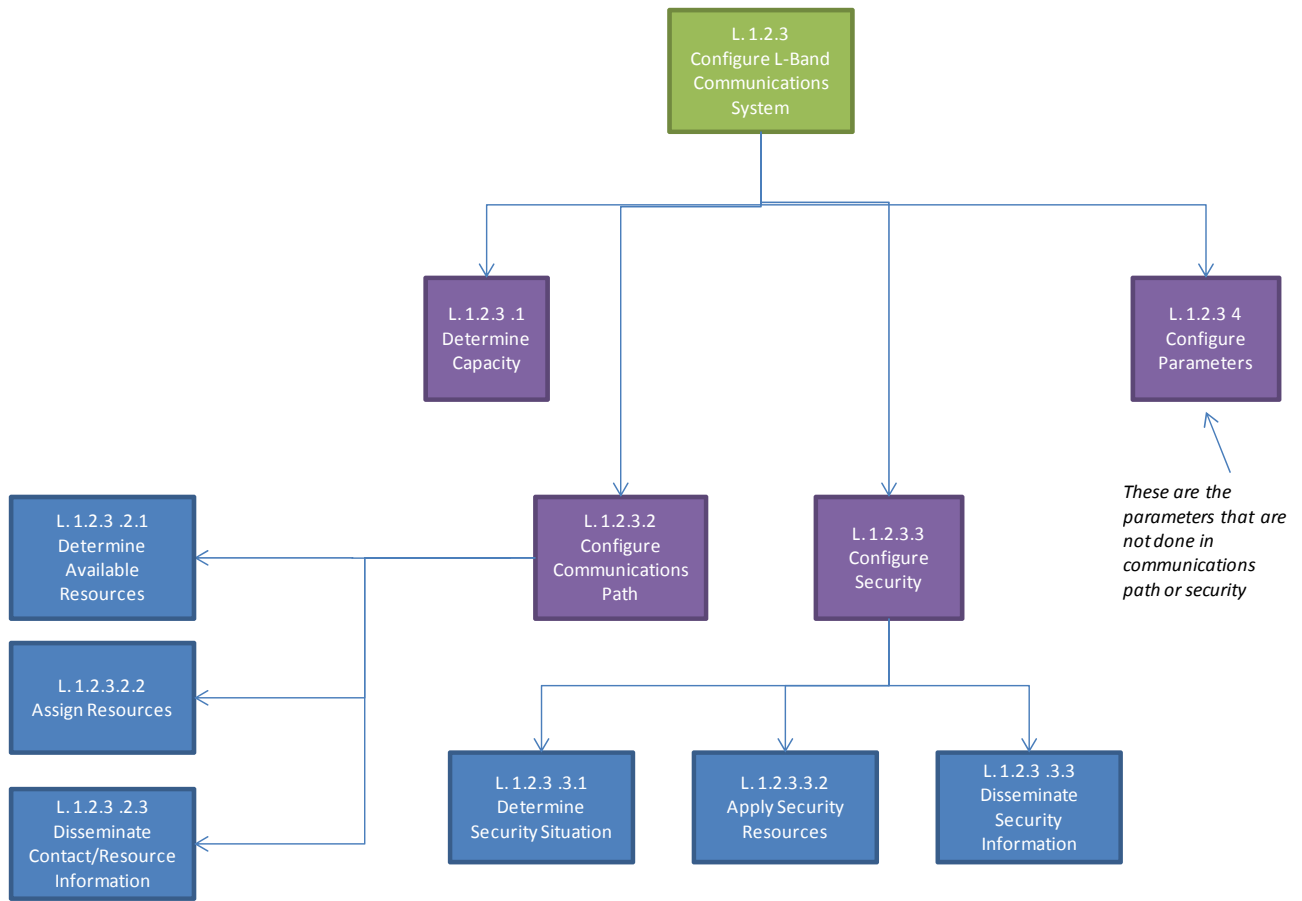 L. 1.2.3
Configure L-Band
Communications
System
L. 1.2.3 .1
Determine
Capacity
L. 1.2.3 4
Configure
Parameters
These are the
parameters that are
not done in
communications
path or security
L. 1.2.3 .2.1
Determine
Available
Resources
L. 1.2.3.2
Configure
Communications
Path
L. 1.2.3.3
Configure
Security
L. 1.2.3.2.2
Assign Resources
L. 1.2.3 .2.3
Disseminate
Contact/Resource
Information
L. 1.2.3 .3.1
Determine
Security Situation
L. 1.2.3.3.2
Apply Security
Resources
L. 1.2.3 .3.3
Disseminate
Security
Information